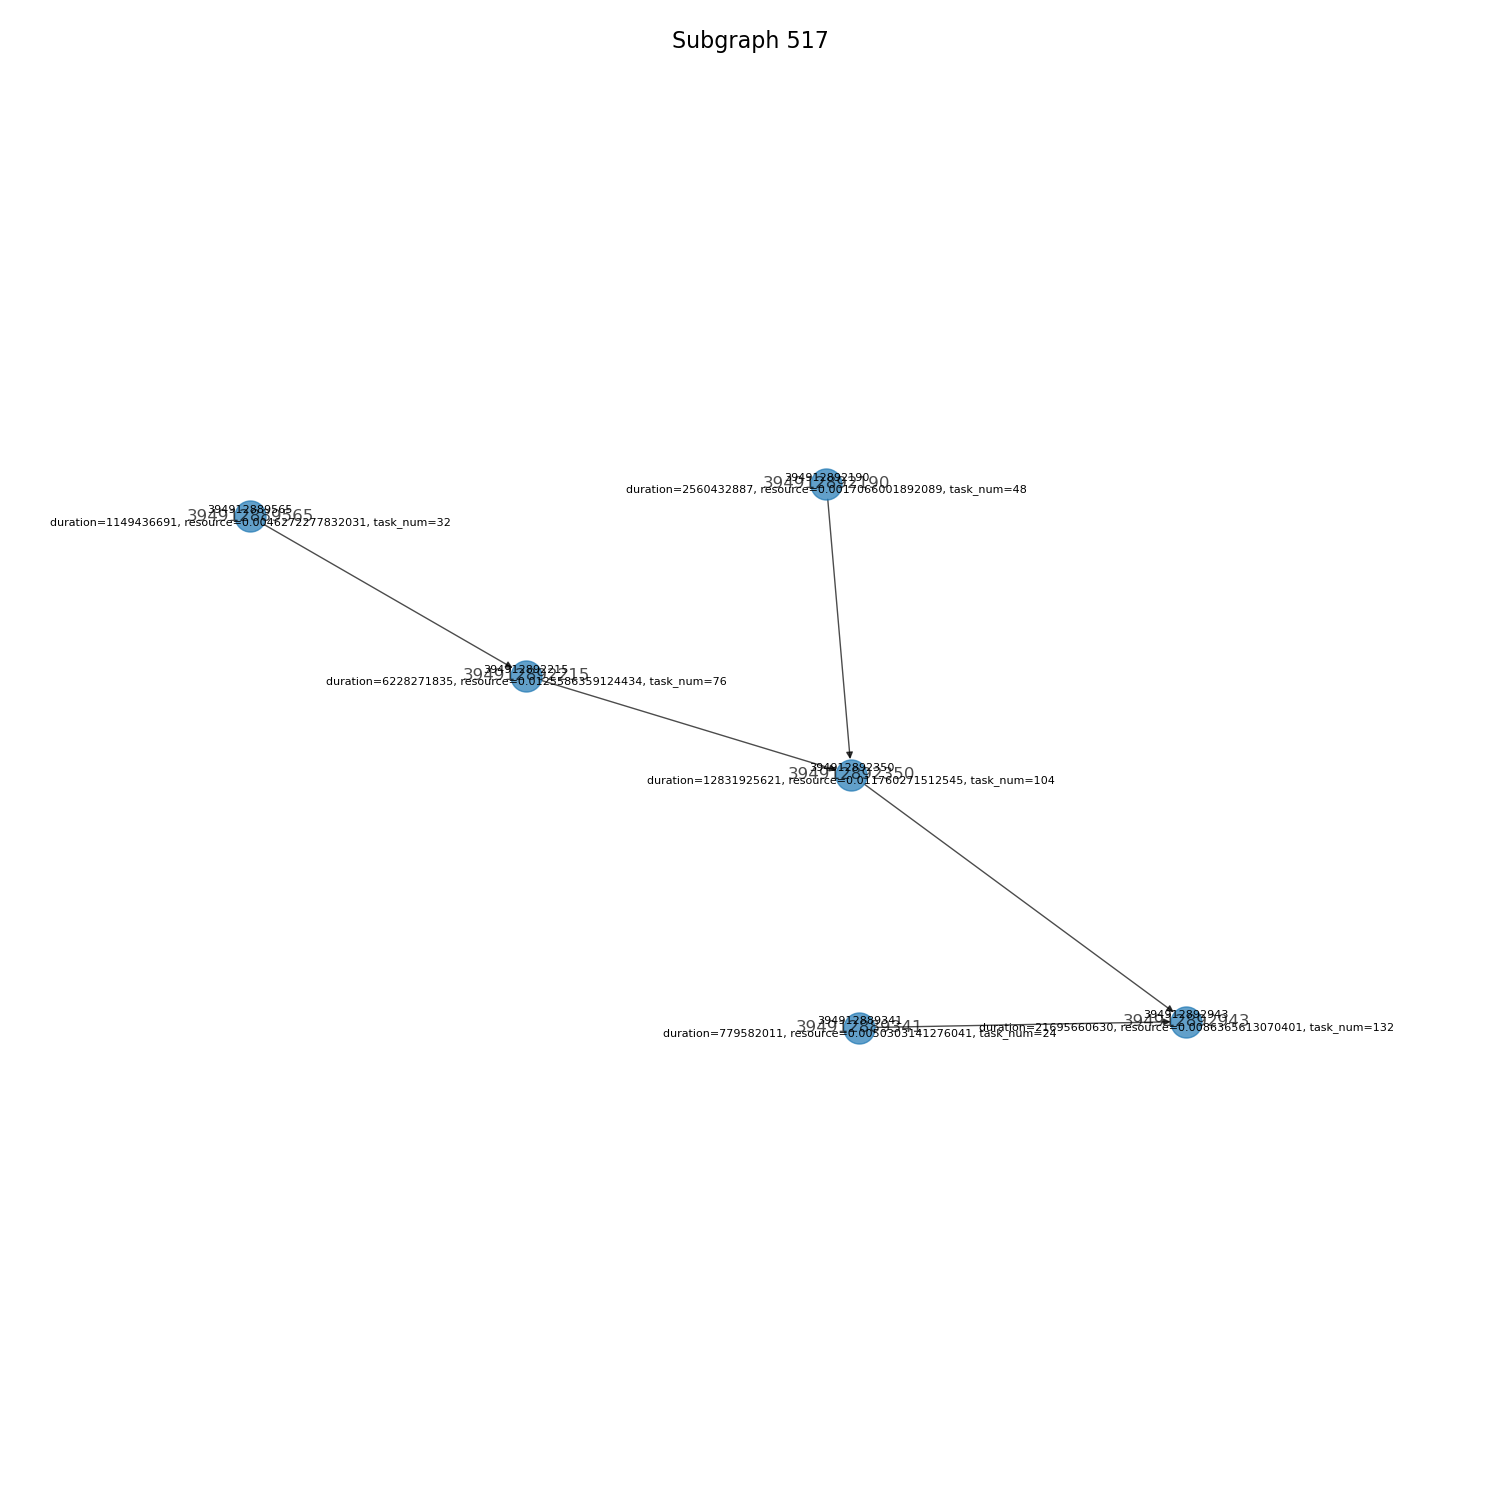 Subgraph 517
394912892190
394912892190
duration=2560432887, resource=0.0017066001892089, task_num=48
394912889565
394912889565
duration=1149436691, resource=0.0046272277832031, task_num=32
394912892215
394912892215
duration=6228271835, resource=0.0125586359124434, task_num=76
394912892350
394912892350
duration=12831925621, resource=0.011760271512545, task_num=104
394912892943
394912892943
duration=21695660630, resource=0.0086365613070401, task_num=132
394912889341
394912889341
duration=779582011, resource=0.0050303141276041, task_num=24